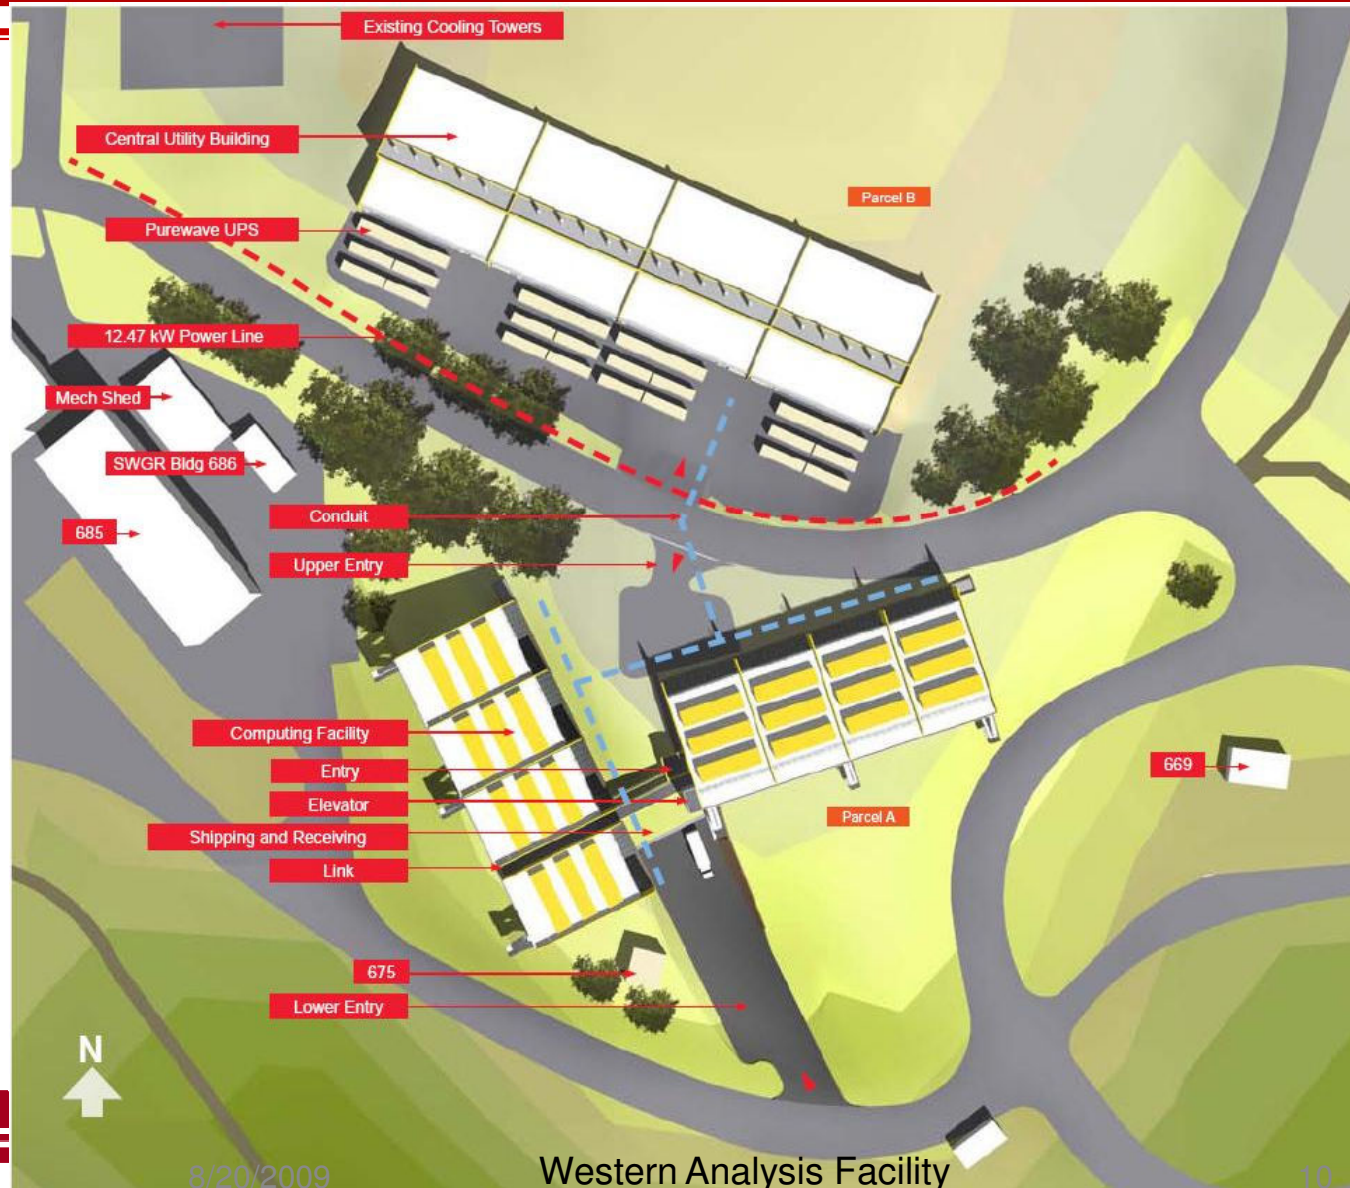 Existing Cooling Towers
Central Utility Building
Parcel B
Purewave UPS
12.47 kW Power Line
Mech Shed
SWGR Bldg 686
Conduit
685
Upper Entry
Computing Facility
Entry
669
Elevator
Parcel A
Shipping and Receiving
Link
675
Lower Entry
N
8/20/2009
Western Analysis Facility
10